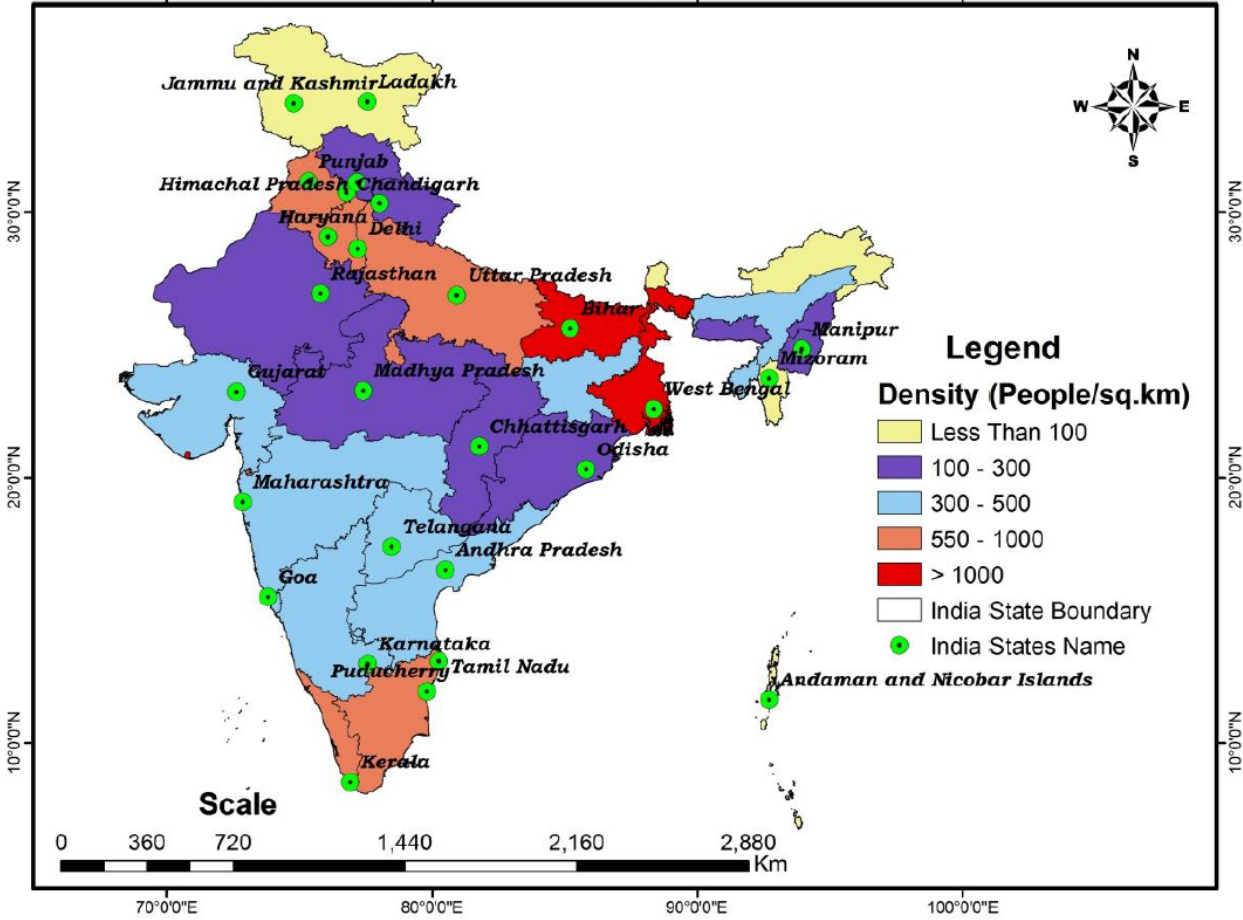 N
W E
S
Jammu and Kashmir Ladakh
Punjab
Himachal Pradesh Chandigarh
Haryana Delhi
Rajasthan Uttar Pradesh
Bihar
Manipur
Mizoram
Gujarat Madhya Pradesh
West Bengal
Chhattisgarh
Odisha
Maharashtra
Telangana
Andhra Pradesh
Goa
Karnataka
Puducherry Tamil Nadu
Andaman and Nicobar Islands
Kerala
Legend
Density (People/sq.km)
Less Than 100
100 - 300
300 - 500
550 - 1000
> 1000
India State Boundary
India States Name
Scale
0 360 720 1,440 2,160 2,880
Km
30°0'0"N 30°0'0"N
20°0'0"N 20°0'0"N
10°0'0"N 10°0'0"N
70°0'0"E 80°0'0"E 90°0'0"E 100°0'0"E